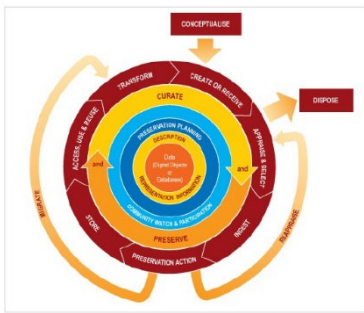 CONCEPTUALISE
CREATE OR RECEIVE
DISPOSE
APPRAISE & SELECT
INGEST
PRESERVATION ACTION
STORE
ACCESS, USE & REUSE
TRANSFORM
CURATE
and
PRESERVE
and
PRESERVATION PLANNING
COMMUNITY WATCH & PARTICIPATION
DESCRIPTION
REPRESENTATION INFORMATION
Data
(Digital Objects
or
Databases)
MIGRATE
REAPPRAISE